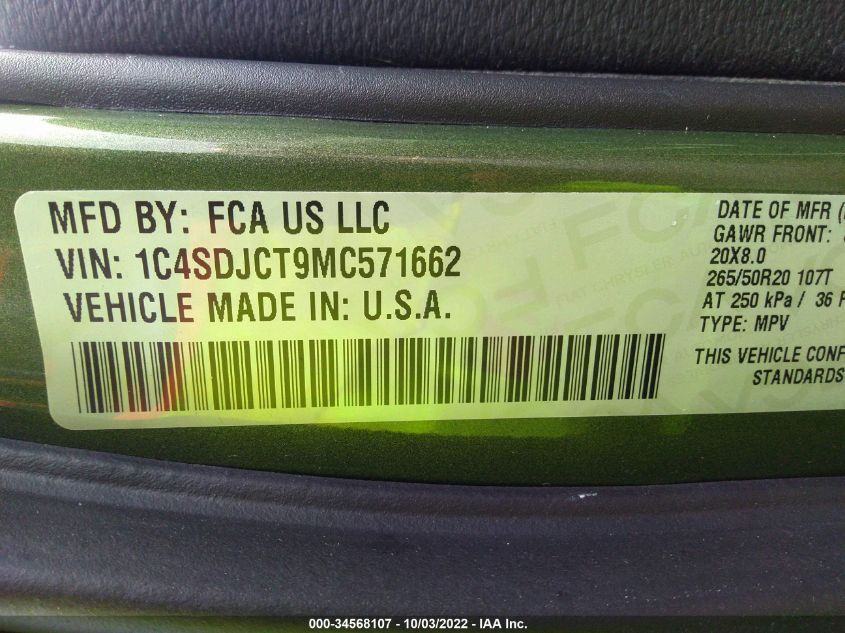 MFD BY: FCA US LLC
VIN: 1C4SDJCT9MC571662
VEHICLE MADE IN: U.S.A.
DATE OF MFR
GAWR FRONT:
20X8.0
265/50R20 107T
AT 250 kPa / 36
TYPE: MPV
THIS VEHICLE
STANDARDS
000-34568107 - 10/03/2022 - IAA Inc.